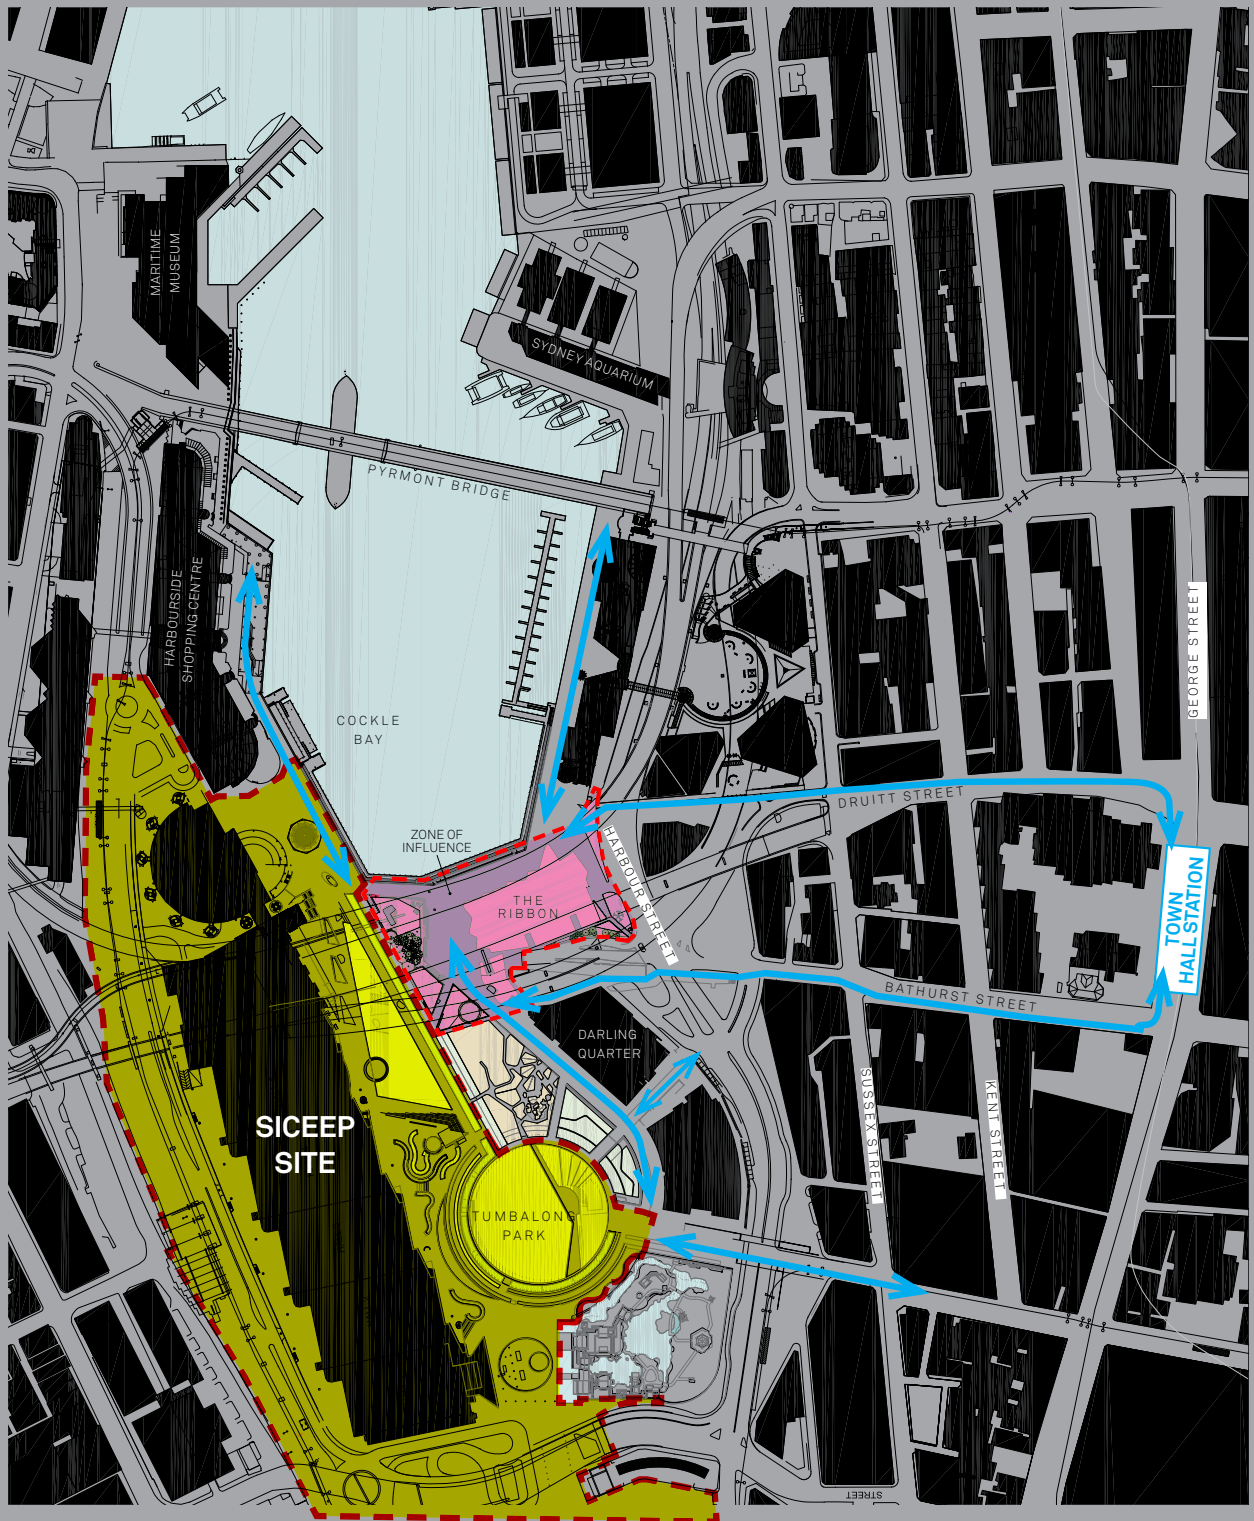 MARITIME
MUSEUM
SYDNEY AQUARIUM
PYRMONT BRIDGE
HARBOURSIDE
SHOPPING CENTRE
GEORGE STREET
COCKLE
BAY
DRUITT STREET
ZONE OF
INFLUENCE
HARBOUR STREET
THE
RIBBON
TOWN
HALL STATION
BATHURST STREET
DARLING
QUARTER
SICEEP
SITE
SUSSEX STREET
KENT STREET
TUMBALONG
PARK
STREET